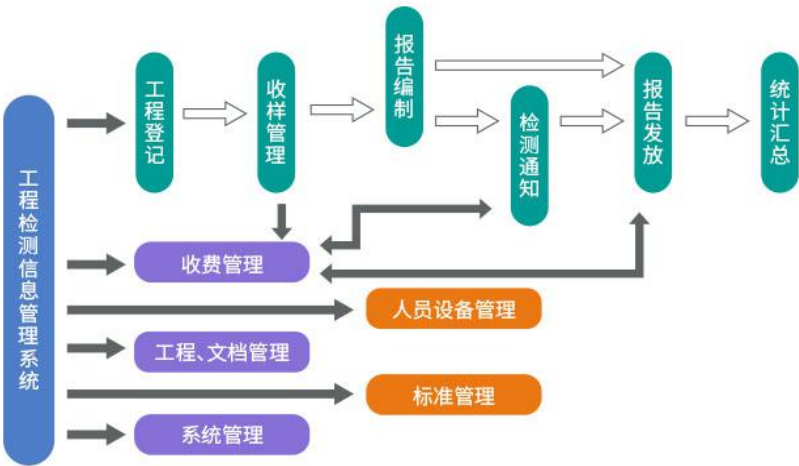 工程检测信息管理系统
工程登记
收样管理
报告编制
检测通知
报告发放
统计汇总
收费管理
人员设备管理
工程、文档管理
标准管理
系统管理